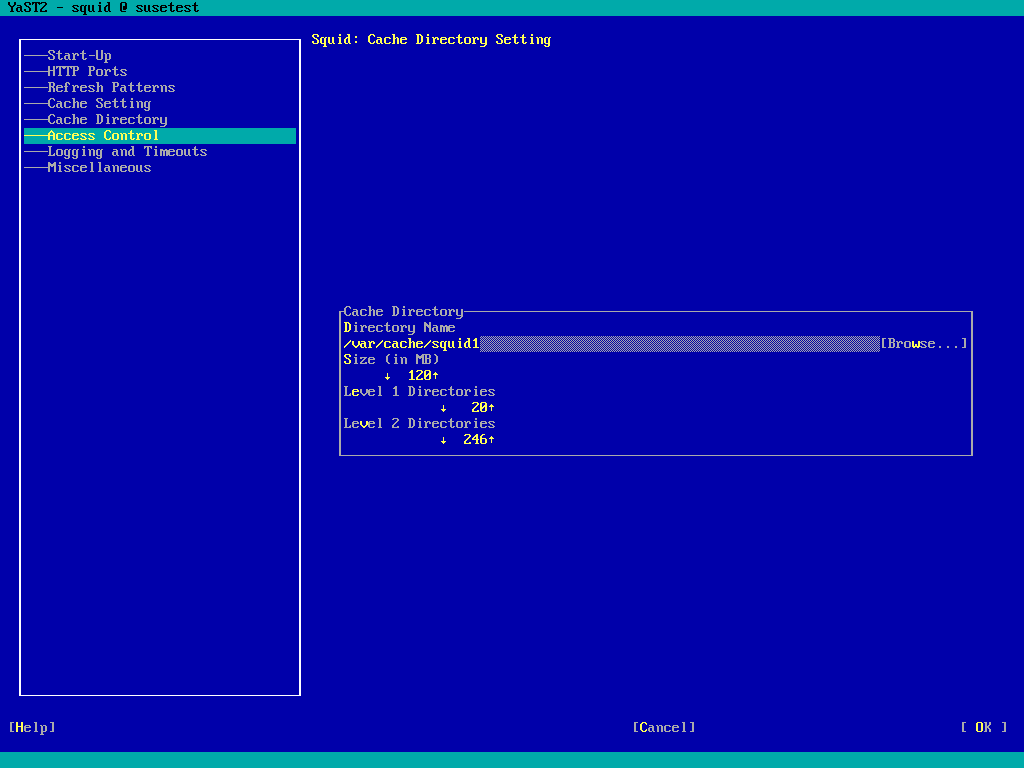 YaST2 - squid @ susetest
Squid: Cache Directory Setting
Start-Up
HTTP Ports
Refresh Patterns
Cache Setting
Cache Directory
Access Control
Logging and Timeouts
Miscellaneous
Cache Directory
Directory Name
/var/cache/squid1 [Browse...]
Size (in MB)
↓ 120↑
Level 1 Directories
↓ 20↑
Level 2 Directories
↓ 246↑
[Help] [Cancel] [ OK ]